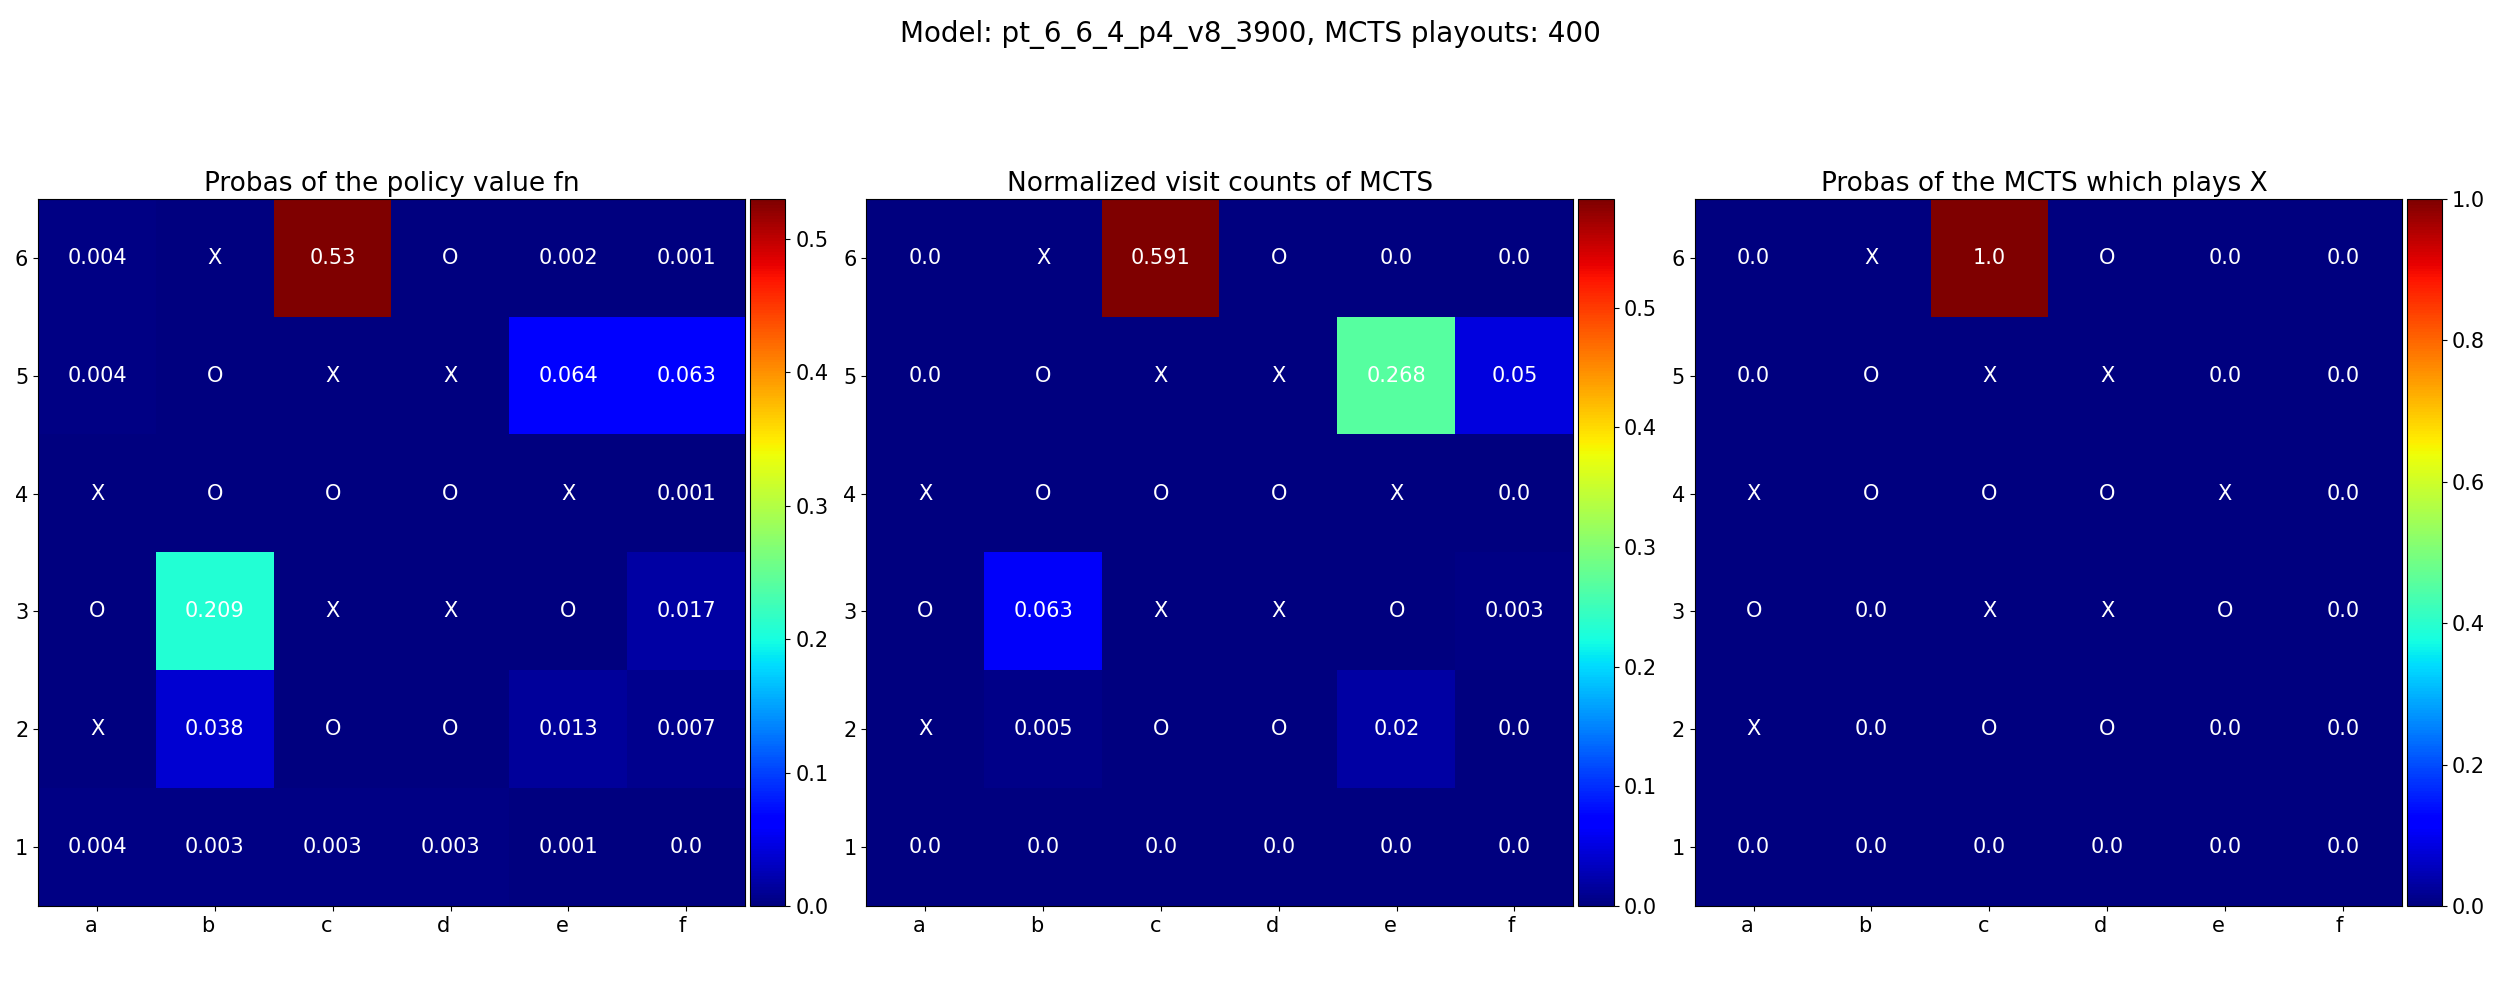 Model: pt_6_6_4_p4_v8_3900, MCTS playouts: 400
Probas of the policy value fn
6 0.004 X 0.53 O 0.002 0.001
5 0.004 O X X 0.064 0.063
4 X O O O X 0.001
3 O 0.209 X X O 0.017
2 X 0.038 O O 0.013 0.007
1 0.004 0.003 0.003 0.003 0.001 0.0
a b c d e f
0.5
0.4
0.3
0.2
0.1
0.0
Normalized visit counts of MCTS
6 0.0 X 0.591 O 0.0 0.0
5 0.0 O X X 0.268 0.05
4 X O O O X 0.0
3 O 0.063 X X O 0.003
2 X 0.005 O O 0.02 0.0
1 0.0 0.0 0.0 0.0 0.0 0.0
a b c d e f
0.5
0.4
0.3
0.2
0.1
0.0
Probas of the MCTS which plays X
6 0.0 X 1.0 O 0.0 0.0
5 0.0 O X X 0.0 0.0
4 X O O O X 0.0
3 O 0.0 X X O 0.0
2 X 0.0 O O 0.0 0.0
1 0.0 0.0 0.0 0.0 0.0 0.0
a b c d e f
1.0
0.8
0.6
0.4
0.2
0.0